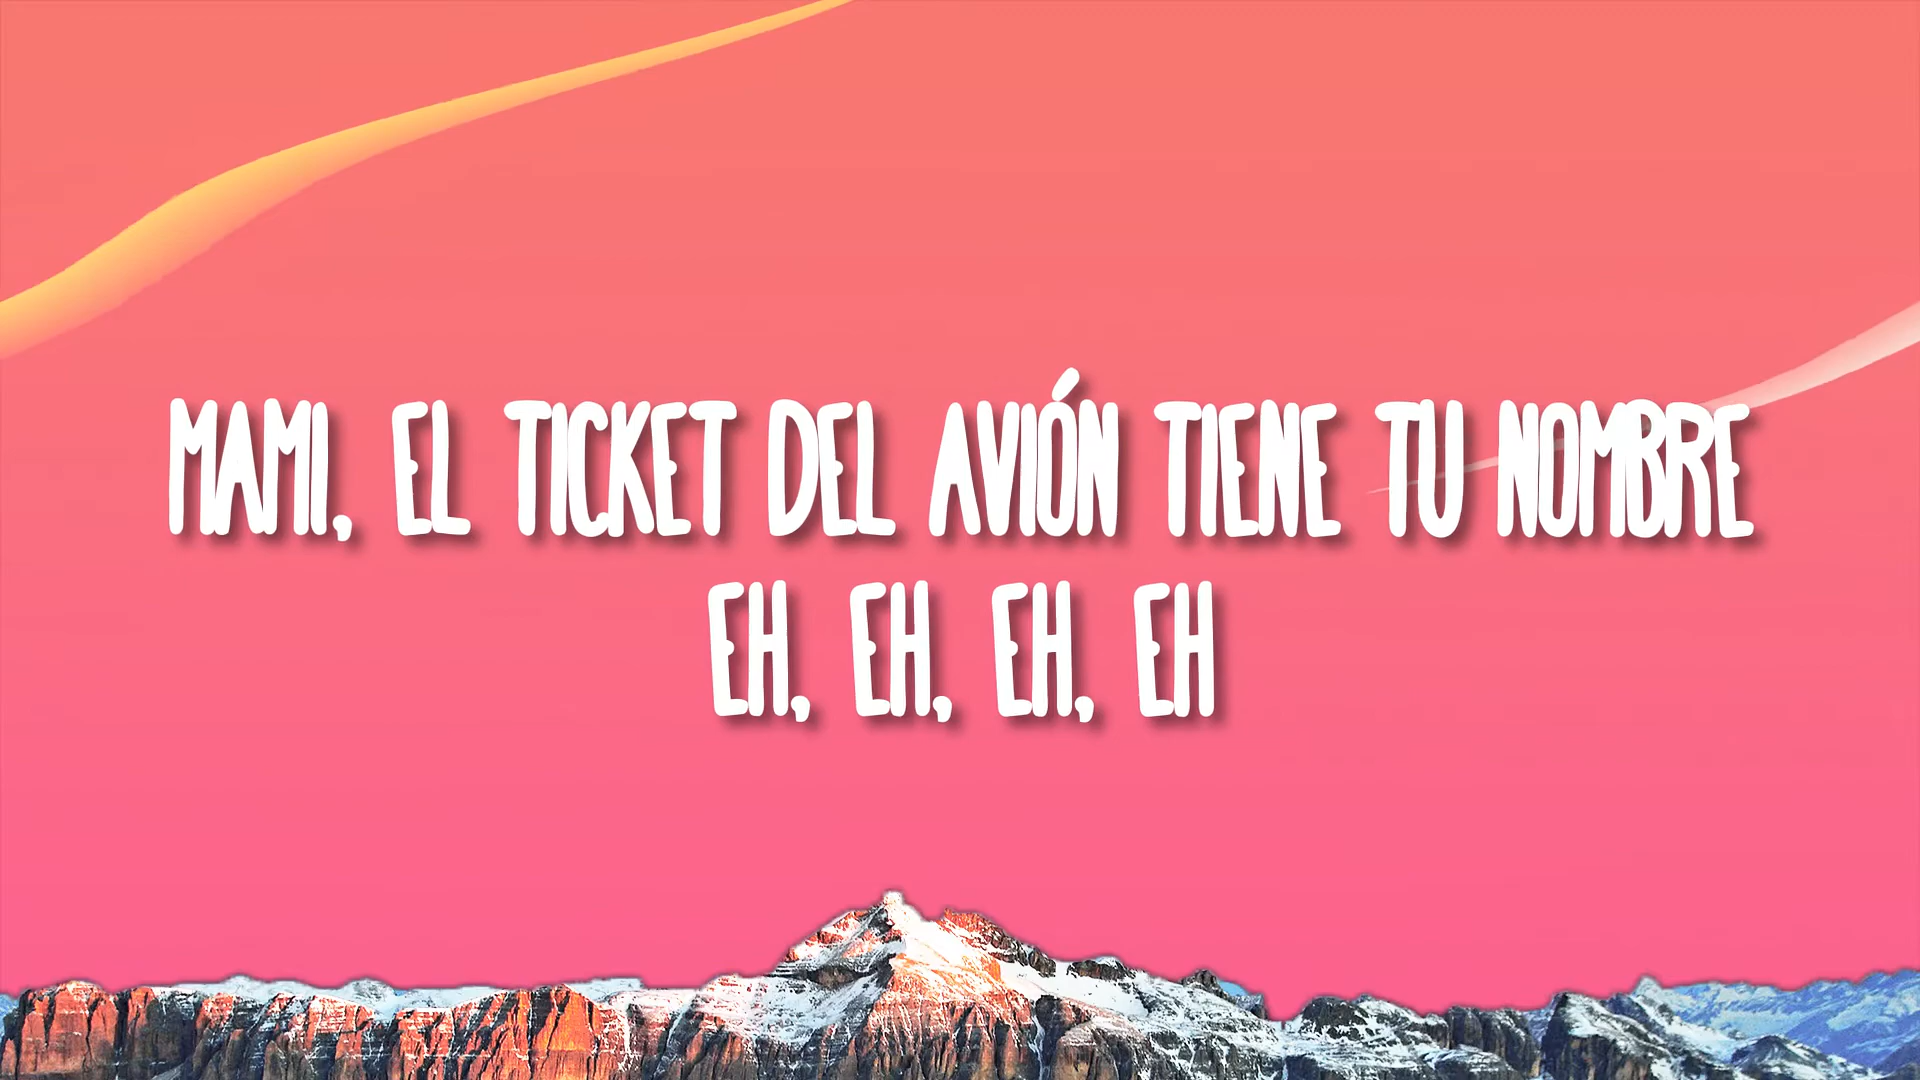 MAMI, EL TICKET DEL AVIÓN TIENE TU NOMBRE
EH, EH, EH, EH